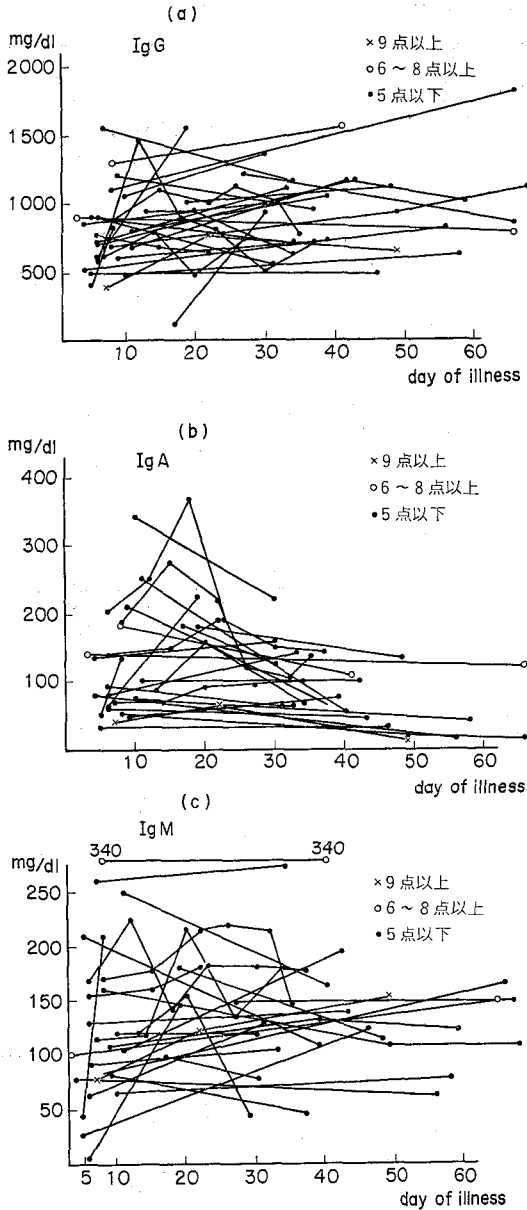 (a)
mg/dl
IgG
× 9点以上
○ 6～8点以上
• 5点以下
2000
1500
1000
500
10 20 30 40 50 60
day of illness
(b)
mg/dl
IgA
× 9点以上
○ 6～8点以上
• 5点以下
400
300
200
100
10 20 30 40 50 60
day of illness
(c)
IgM
mg/dl
340 340
× 9点以上
○ 6～8点以上
• 5点以下
250
200
150
100
50
5 10 20 30 40 50 60
day of illness